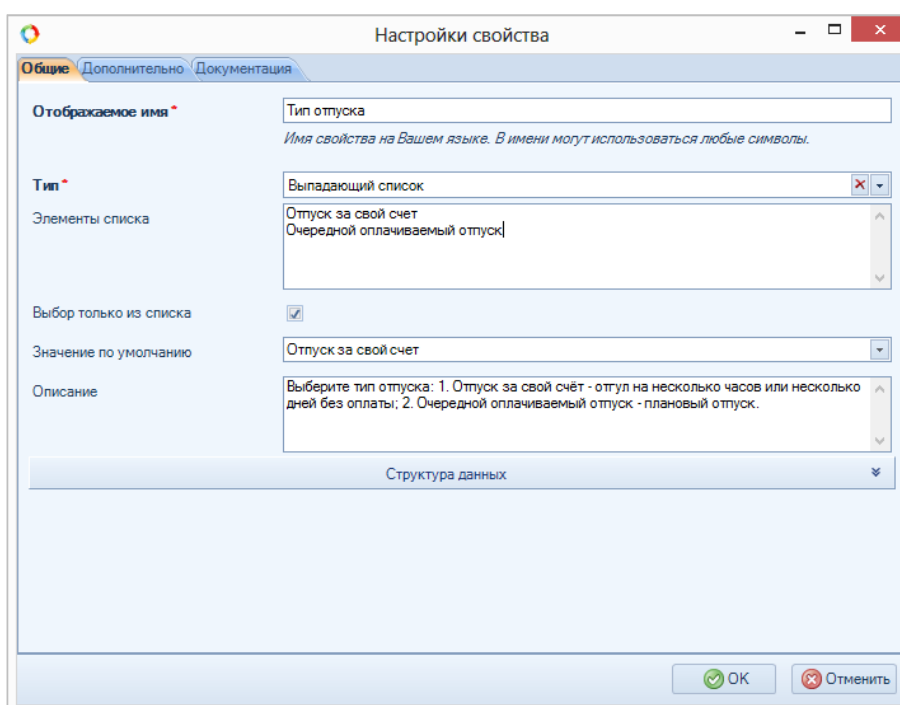 Настройки свойства
Общие Дополнительно Документация
Отображаемое имя *
Тип отпуска
Имя свойства на Вашем языке. В имени могут использоваться любые символы.
Тип *
Выпадающий список
Элементы списка
Отпуск за свой счет
Очередной оплачиваемый отпуск
Выбор только из списка
Значение по умолчанию
Отпуск за свой счет
Описание
Выберите тип отпуска: 1. Отпуск за свой счёт - отгул на несколько часов или несколько
дней без оплаты; 2. Очередной оплачиваемый отпуск - плановый отпуск.
Структура данных
OK Отменить